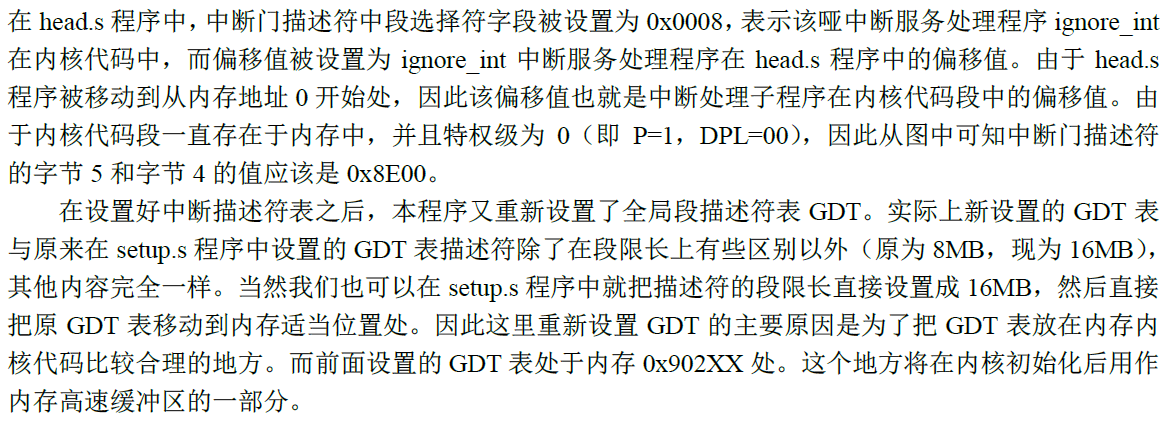 在 head.s 程序中，中断门描述符中段选择符字段被设置为 0x0008，表示该哑中断服务处理程序 ignore_int
在内核代码中，而偏移值被设置为 ignore_int 中断服务处理程序在 head.s 程序中的偏移值。由于 head.s
程序被移动到从内存地址 0 开始处，因此该偏移值也就是中断处理子程序在内核代码段中的偏移值。由
于内核代码段一直存在于内存中，并且特权级为 0（即 P=1，DPL=00），因此从图中可知中断门描述符
的字节 5 和字节 4 的值应该是 0x8E00。
在设置好中断描述符表之后，本程序又重新设置了全局段描述符表 GDT。实际上新设置的 GDT 表
与原来在 setup.s 程序中设置的 GDT 表描述符除了在段限长上有些区别以外（原为 8MB，现为 16MB），
其他内容完全一样。当然我们也可以在 setup.s 程序中就把描述符的段限长直接设置成 16MB，然后直接
把原 GDT 表移动到内存适当位置处。因此这里重新设置 GDT 的主要原因是为了把 GDT 表放在内存内
核代码比较合理的地方。而前面设置的 GDT 表处于内存 0x902XX 处。这个地方将在内核初始化后用作
内存高速缓冲区的一部分。